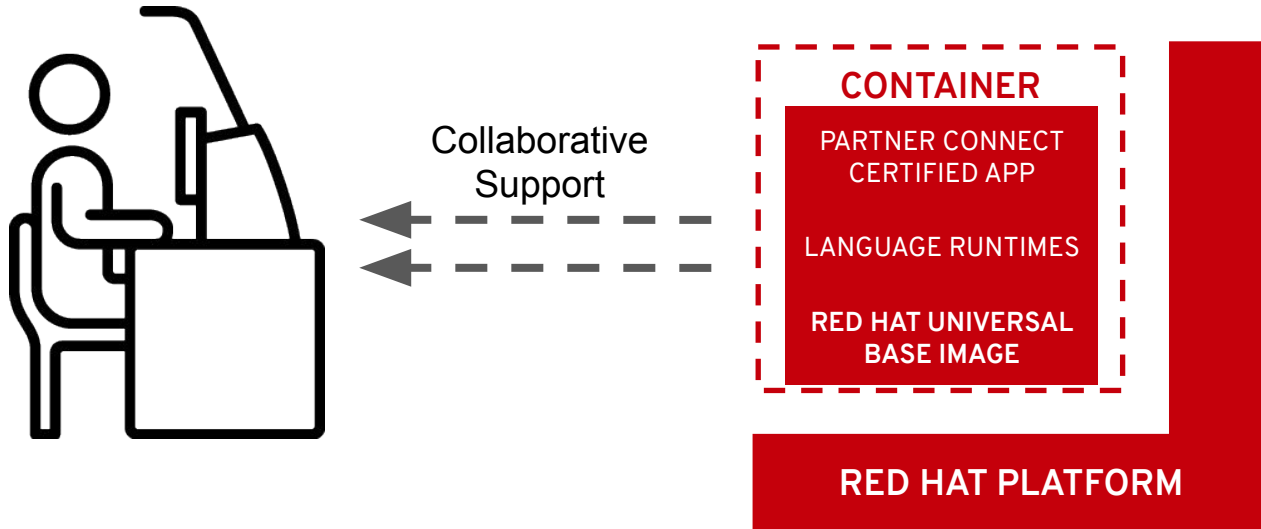 Collaborative
Support
CONTAINER
PARTNER CONNECT
CERTIFIED APP
LANGUAGE RUNTIMES
RED HAT UNIVERSAL
BASE IMAGE
RED HAT PLATFORM